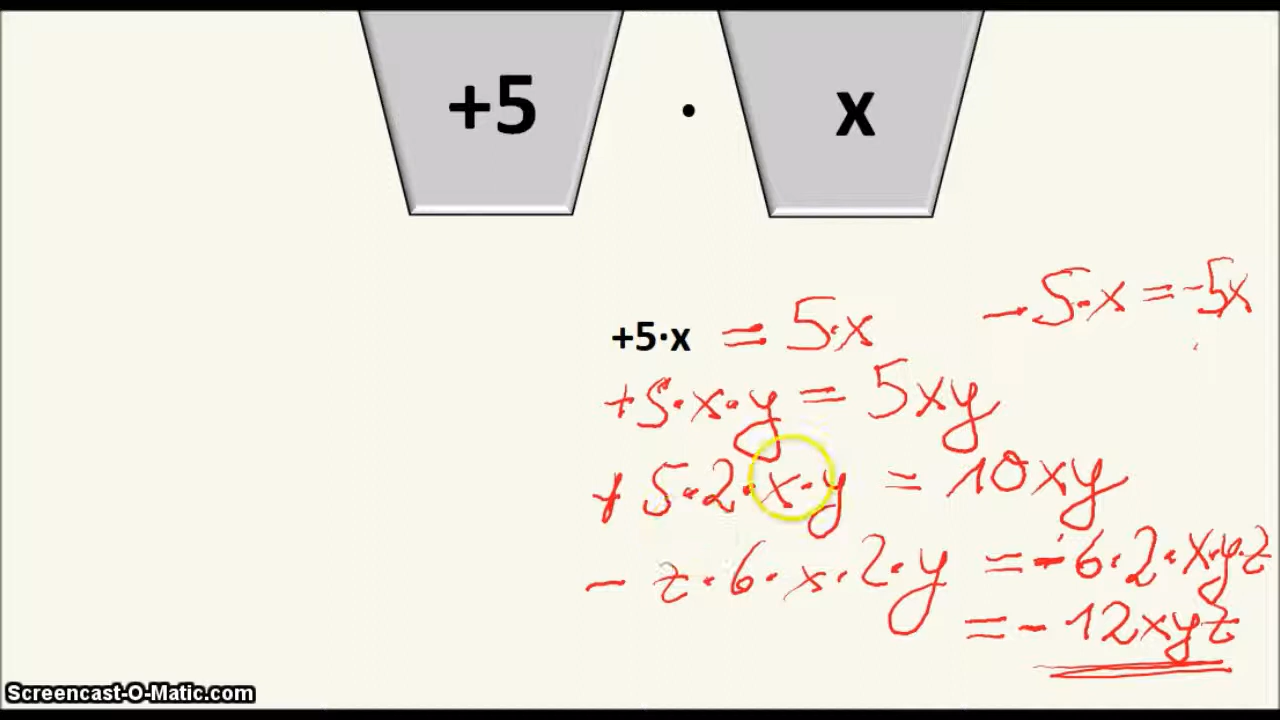 +5 · x
-5·x=-5x
+5·x = 5·x
+5·x·y = 5xy
+5·2·x·y = 10xy
-z·6·x·2·y = -6·2·x·y·z
= -12xyz
Screencast-O-Matic.com